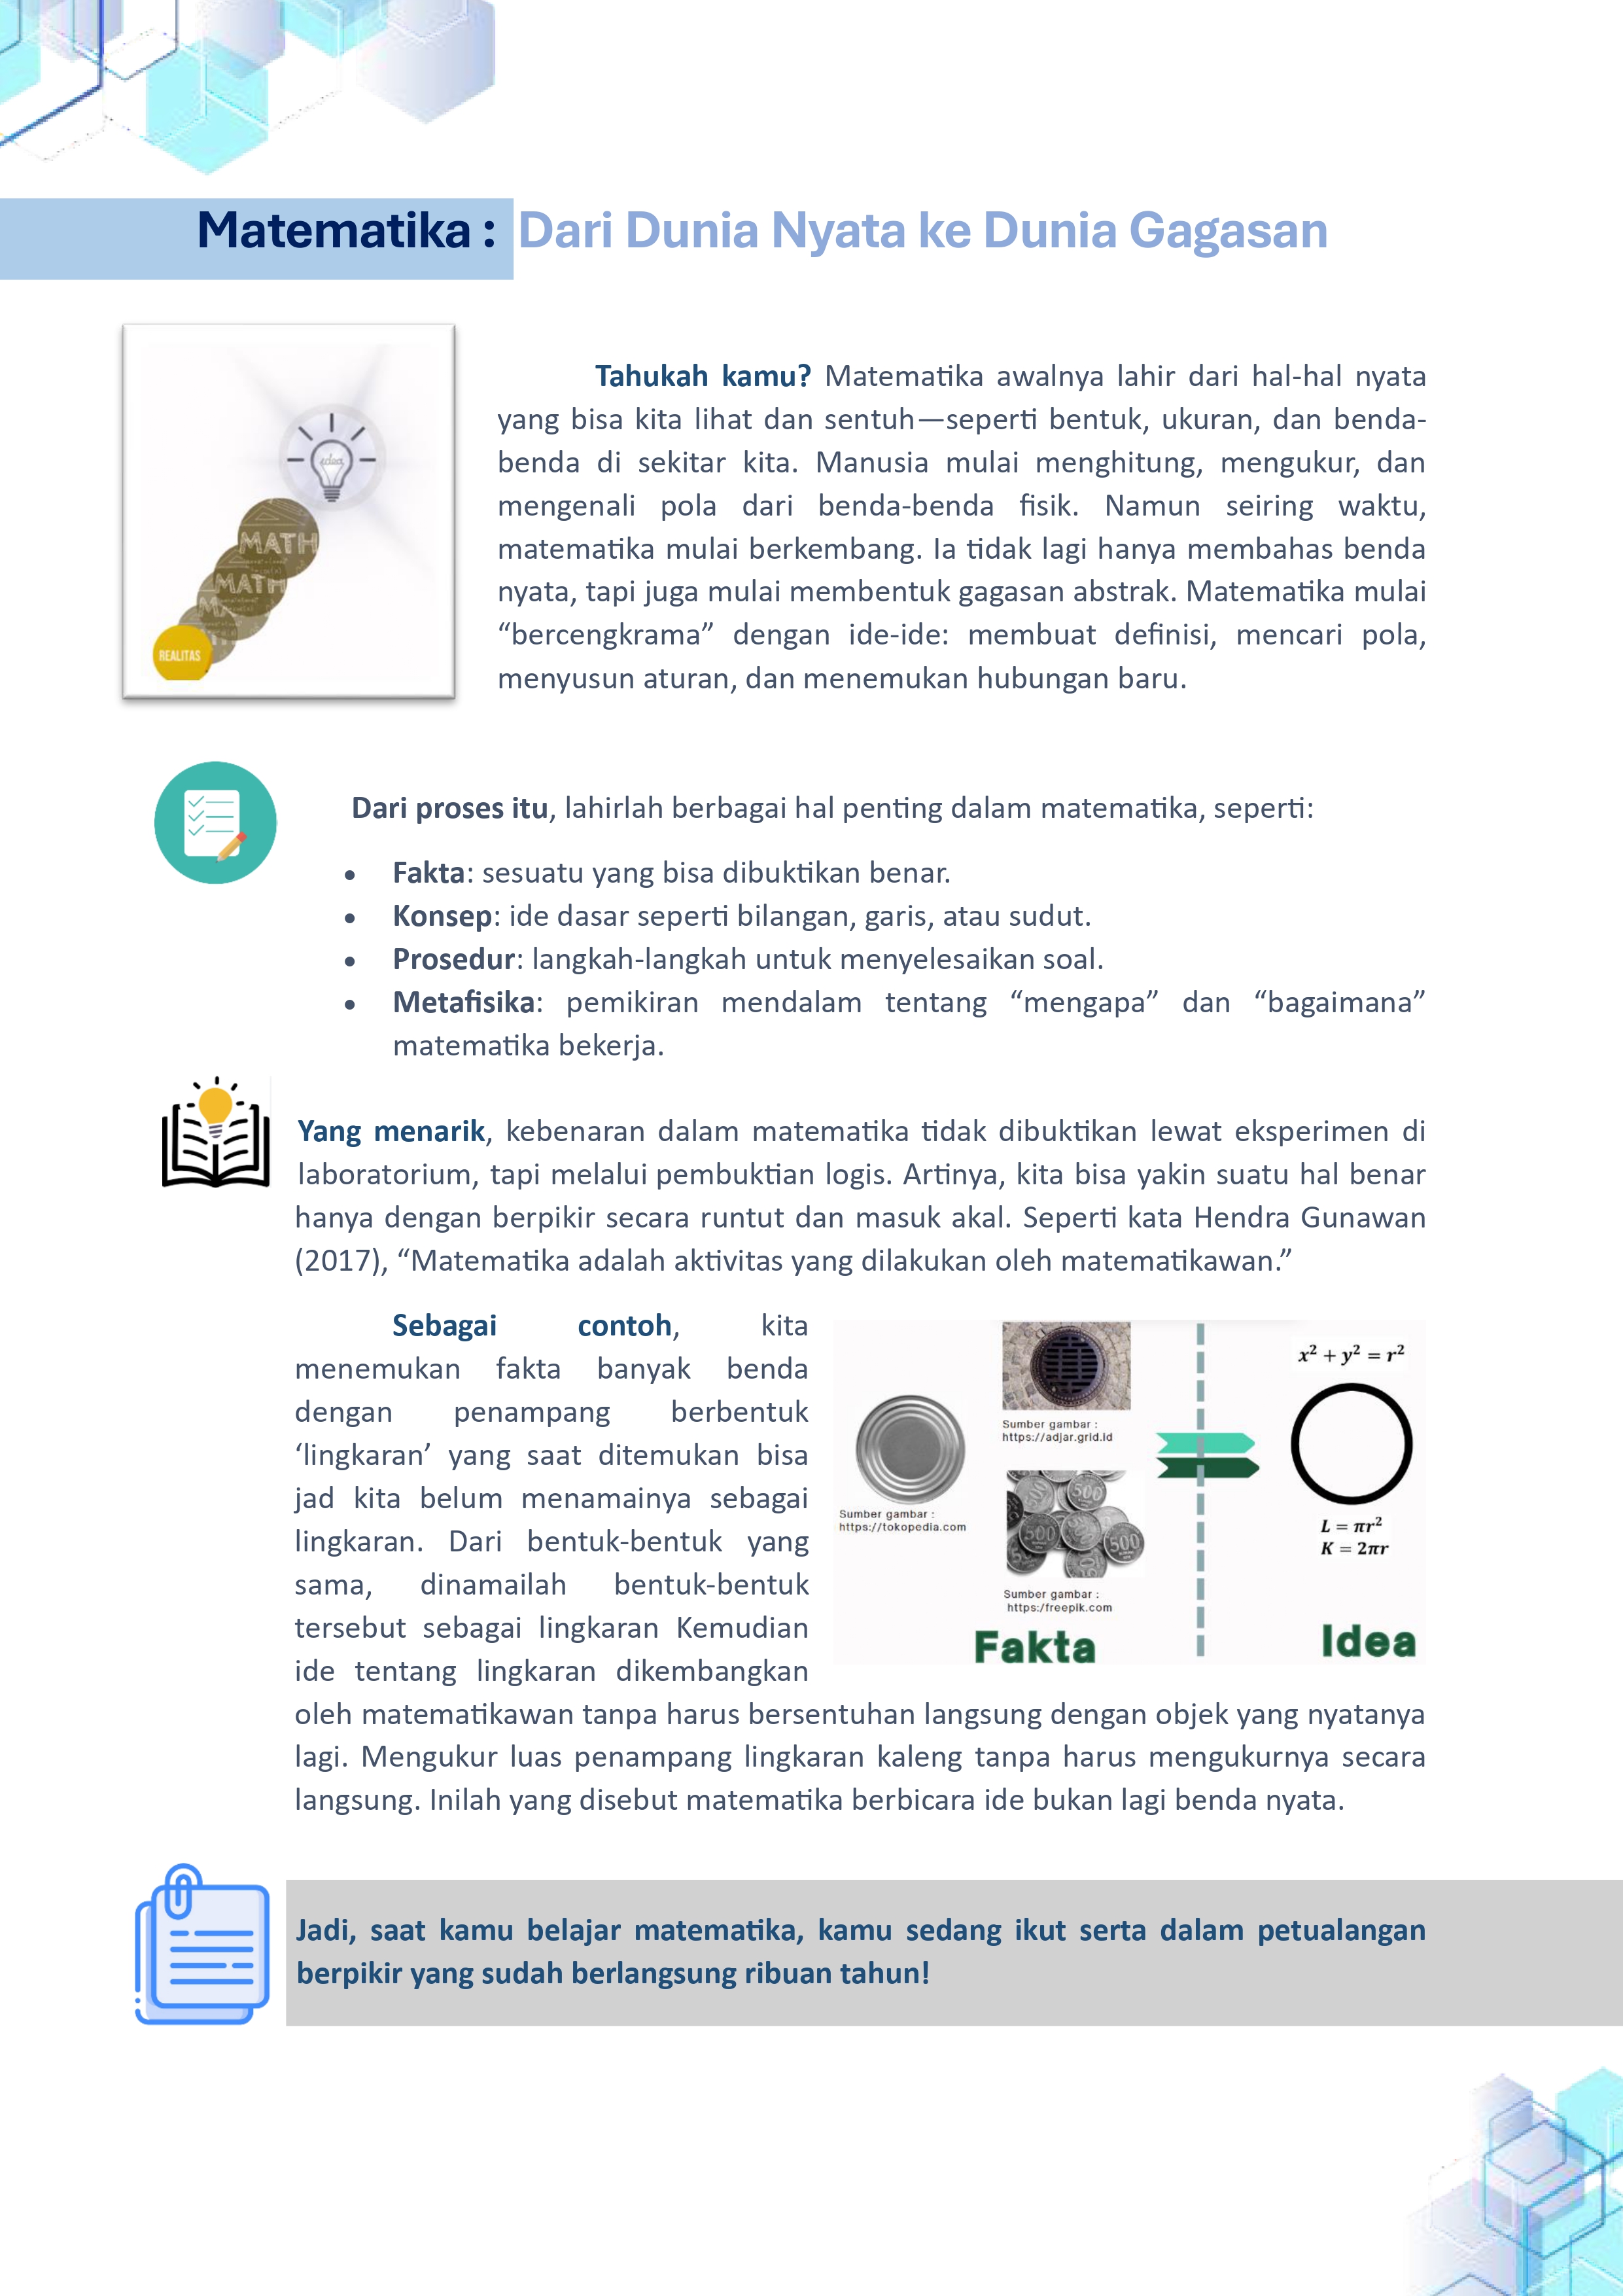 Matematika : Dari Dunia Nyata ke Dunia Gagasan
idea
MATH
MATH
REALITAS
Tahukah kamu? Matematika awalnya lahir dari hal-hal nyata
yang bisa kita lihat dan sentuh—seperti bentuk, ukuran, dan benda-
benda di sekitar kita. Manusia mulai menghitung, mengukur, dan
mengenali pola dari benda-benda fisik. Namun seiring waktu,
matematika mulai berkembang. Ia tidak lagi hanya membahas benda
nyata, tapi juga mulai membentuk gagasan abstrak. Matematika mulai
“bercengkrama” dengan ide-ide: membuat definisi, mencari pola,
menyusun aturan, dan menemukan hubungan baru.
Dari proses itu, lahirlah berbagai hal penting dalam matematika, seperti:
• Fakta: sesuatu yang bisa dibuktikan benar.
• Konsep: ide dasar seperti bilangan, garis, atau sudut.
• Prosedur: langkah-langkah untuk menyelesaikan soal.
• Metafisika: pemikiran mendalam tentang “mengapa” dan “bagaimana”
matematika bekerja.
Yang menarik, kebenaran dalam matematika tidak dibuktikan lewat eksperimen di
laboratorium, tapi melalui pembuktian logis. Artinya, kita bisa yakin suatu hal benar
hanya dengan berpikir secara runtut dan masuk akal. Seperti kata Hendra Gunawan
(2017), “Matematika adalah aktivitas yang dilakukan oleh matematikawan.”
Sebagai contoh, kita
menemukan fakta banyak benda
dengan penampang berbentuk
‘lingkaran’ yang saat ditemukan bisa
jad kita belum menamainya sebagai
lingkaran. Dari bentuk-bentuk yang
sama, dinamailah bentuk-bentuk
tersebut sebagai lingkaran Kemudian
ide tentang lingkaran dikembangkan
oleh matematikawan tanpa harus bersentuhan langsung dengan objek yang nyatanya
lagi. Mengukur luas penampang lingkaran kaleng tanpa harus mengukurnya secara
langsung. Inilah yang disebut matematika berbicara ide bukan lagi benda nyata.
Sumber gambar :
https://tokopedia.com
Sumber gambar :
https://adjar.grid.id
500
500
500
Sumber gambar :
https:/freepik.com
Fakta
x² + y² = r²
L = πr²
K = 2πr
Idea
Jadi, saat kamu belajar matematika, kamu sedang ikut serta dalam petualangan
berpikir yang sudah berlangsung ribuan tahun!